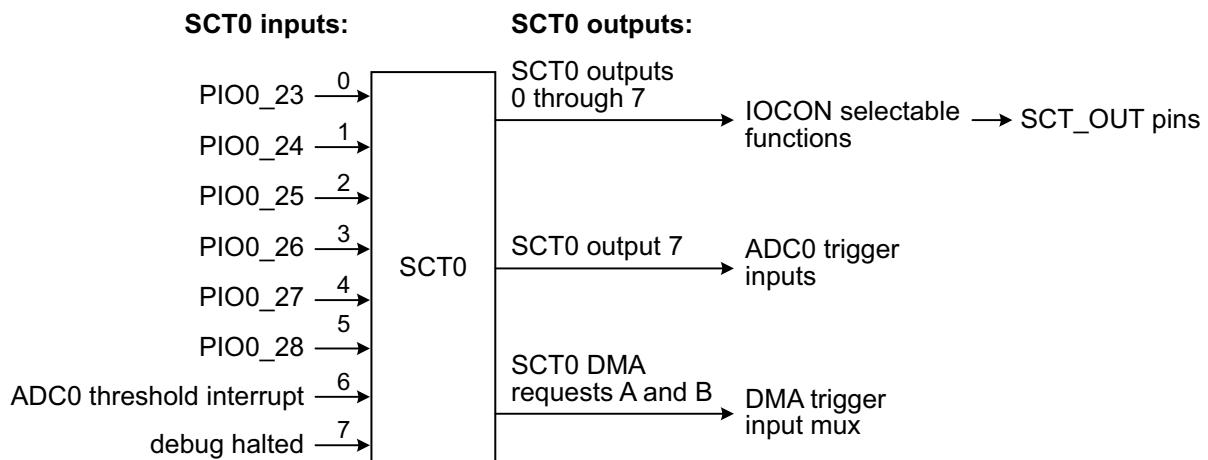 SCT0 inputs:
SCT0 outputs:
PIO0_23
0
PIO0_24
1
PIO0_25
2
PIO0_26
3
PIO0_27
4
PIO0_28
5
ADC0 threshold interrupt
6
debug halted
7
SCT0
SCT0 outputs
0 through 7
IOCON selectable
functions
SCT_OUT pins
SCT0 output 7
ADC0 trigger
inputs
SCT0 DMA
requests A and B
DMA trigger
input mux